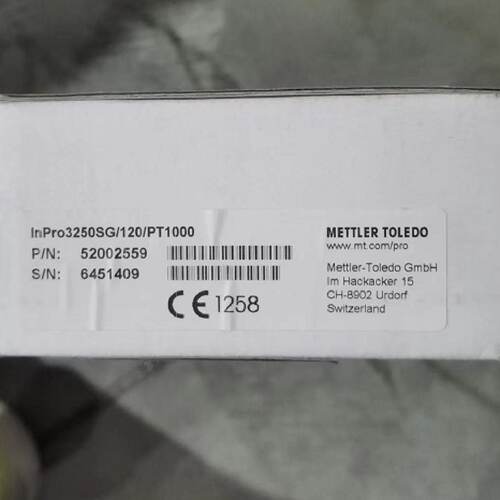 InPro3250SG/120/PT1000
P/N: 52002559
S/N: 6451409
CE 1258
METTLER TOLEDO
www.mt.com/pro
Mettler-Toledo GmbH
Im Hackacker 15
CH-8902 Urdorf
Switzerland